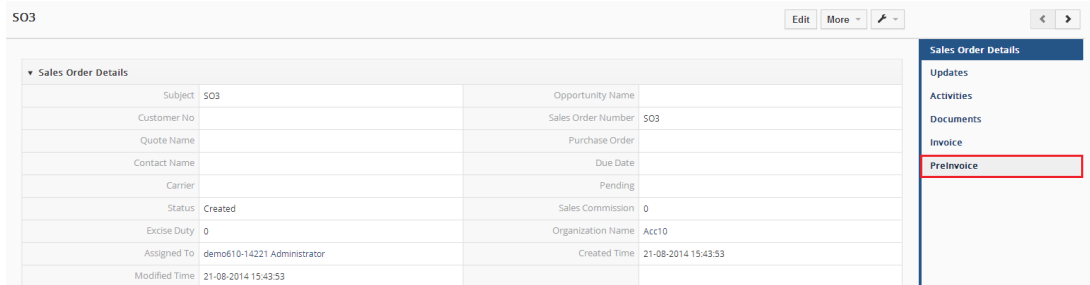 SO3
Edit More
Sales Order Details
Updates
Activities
Documents
Invoice
PreInvoice
Sales Order Details
Subject SO3 Opportunity Name
Customer No Sales Order Number SO3
Quote Name Purchase Order
Contact Name Due Date
Carrier Pending
Status Created Sales Commission 0
Excise Duty 0 Organization Name Acc10
Assigned To demo610-14221 Administrator Created Time 21-08-2014 15:43:53
Modified Time 21-08-2014 15:43:53